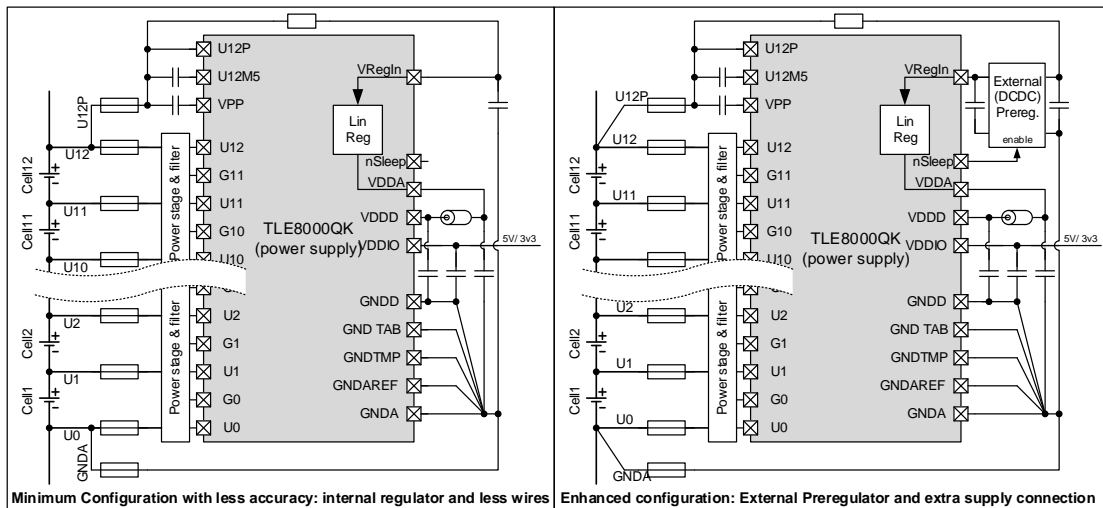 U12P
U12M5
VPP
U12
G11
U11
G10
U10
U2
G1
U1
G0
U0
VRegIn
Lin
Reg
nSleep
VDDA
VDDD
VDDIO
5V/ 3v3
GNDD
GND TAB
GNDTMP
GNDAREF
GNDA
TLE8000QK
(power supply)
Power stage & filter
Power stage & filter
U12P
U12
U11
U10
U2
U1
U0
GNDA
Cell12
Cell11
Cell2
Cell1
Minimum Configuration with less accuracy: internal regulator and less wires
U12P
U12M5
VPP
U12
G11
U11
G10
U10
U2
G1
U1
G0
U0
VRegIn
External
(DCDC)
Prereg.
enable
Lin
Reg
nSleep
VDDA
VDDD
VDDIO
5V/ 3v3
GNDD
GND TAB
GNDTMP
GNDAREF
GNDA
TLE8000QK
(power supply)
Power stage & filter
Power stage & filter
U12P
U12
U11
U10
U2
U1
U0
GNDA
Cell12
Cell11
Cell2
Cell1
Enhanced configuration: External Preregulator and extra supply connection